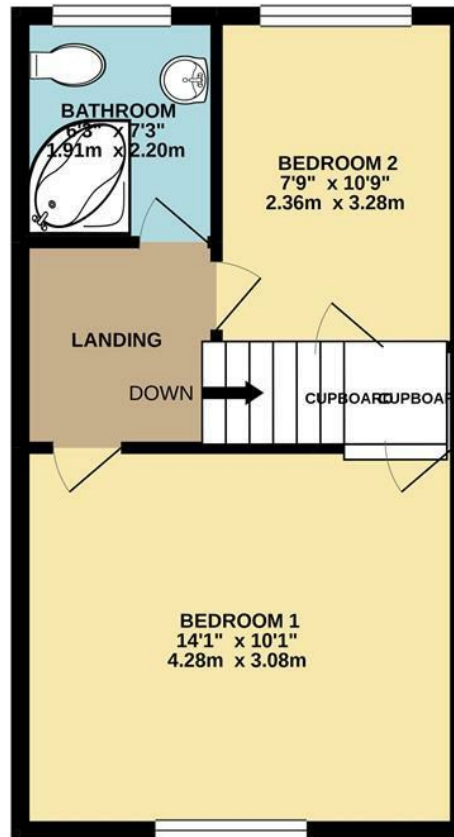 BATHROOM
6'3" x 7'3"
1.91m x 2.20m
BEDROOM 2
7'9" x 10'9"
2.36m x 3.28m
LANDING
DOWN
CUPBOARD
CUPBOAR
BEDROOM 1
14'1" x 10'1"
4.28m x 3.08m